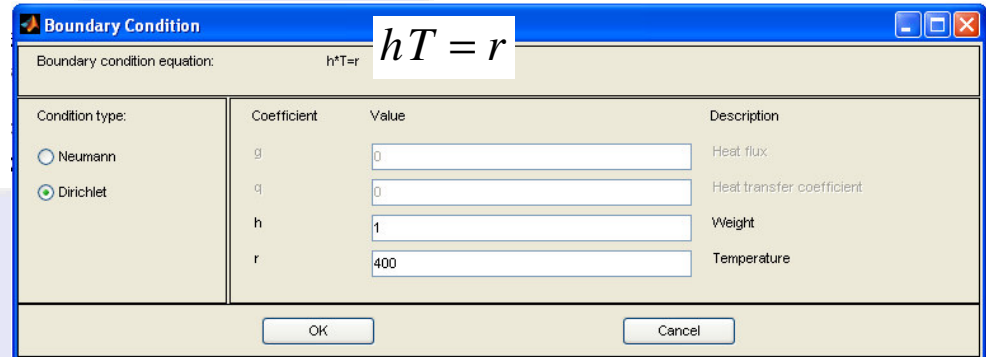 Boundary Condition
hT = r
Boundary condition equation: h*T=r
Condition type:
Neumann
Dirichlet
Coefficient Value Description
g 0 Heat flux
q 0 Heat transfer coefficient
h 1 Weight
r 400 Temperature
OK Cancel